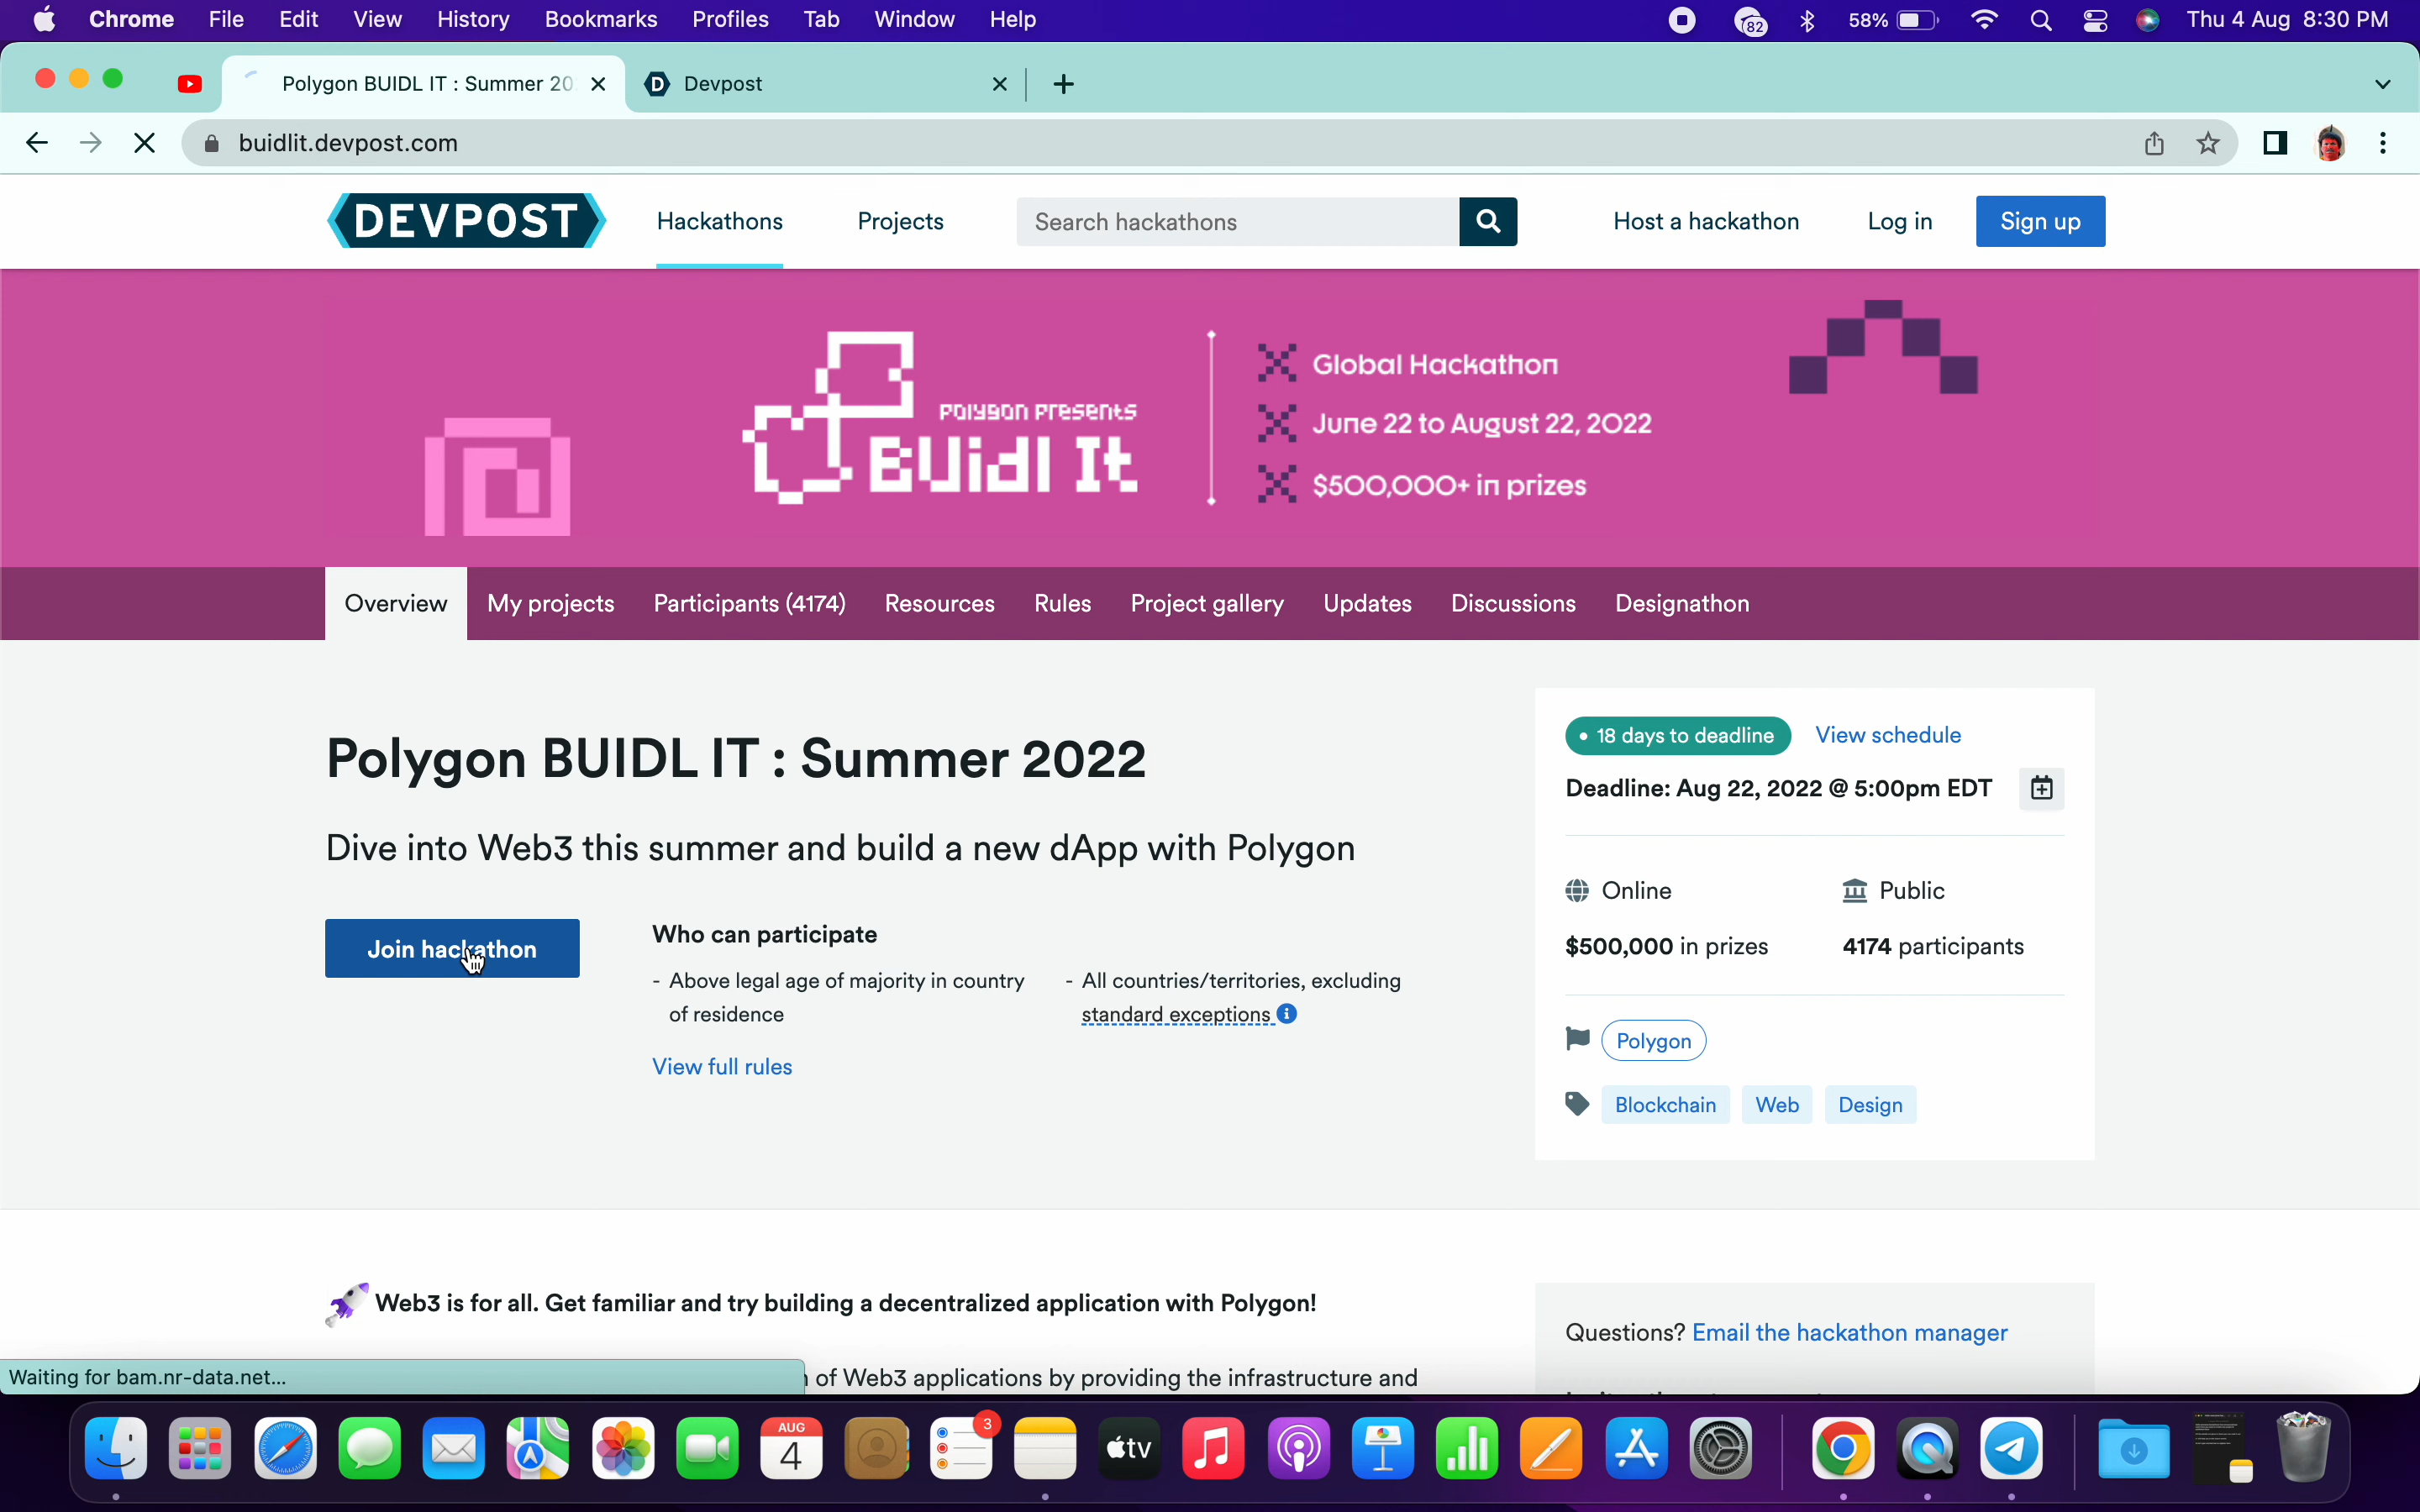 Chrome File Edit View History Bookmarks Profiles Tab Window Help 82 58% Thu 4 Aug 8:30 PM
Polygon BUIDL IT : Summer 20 Devpost
buidlit.devpost.com
DEVPOST Hackathons Projects Search hackathons Host a hackathon Log in Sign up
Polygon Presents
BUidl It
Global Hackathon
June 22 to August 22, 2022
$500,000+ in prizes
Overview My projects Participants (4174) Resources Rules Project gallery Updates Discussions Designathon
Polygon BUIDL IT : Summer 2022
Dive into Web3 this summer and build a new dApp with Polygon
Join hackathon
Who can participate
- Above legal age of majority in country
of residence
- All countries/territories, excluding
standard exceptions
View full rules
18 days to deadline View schedule
Deadline: Aug 22, 2022 @ 5:00pm EDT
Online Public
$500,000 in prizes 4174 participants
Polygon
Blockchain Web Design
Web3 is for all. Get familiar and try building a decentralized application with Polygon!
of Web3 applications by providing the infrastructure and
Questions? Email the hackathon manager
Waiting for bam.nr-data.net...
AUG
4
3
tv